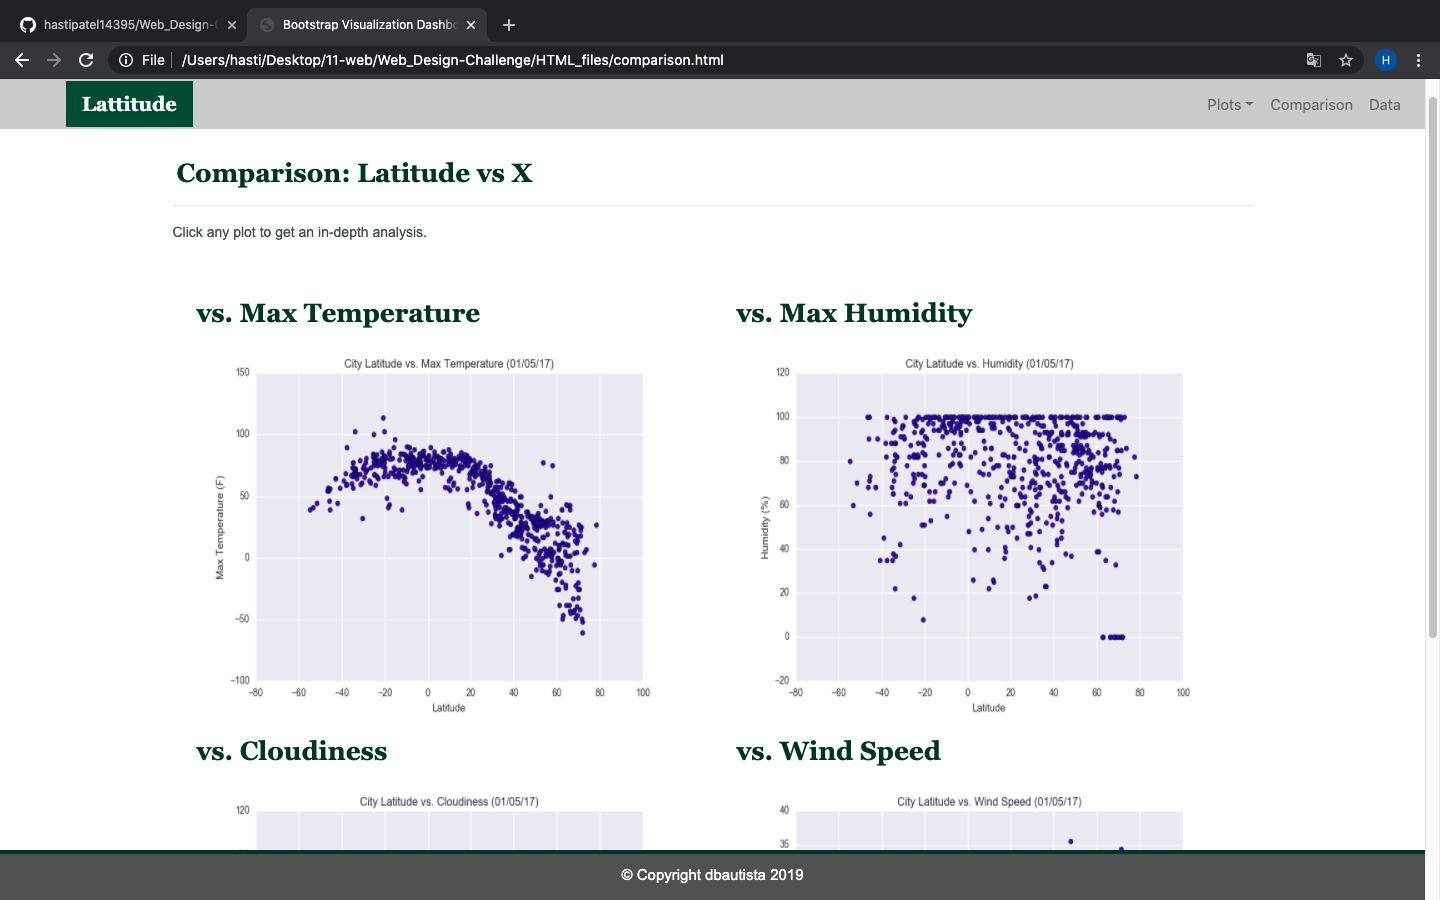 hastipatel14395/Web_Design-C
Bootstrap Visualization Dashbo
File /Users/hasti/Desktop/11-web/Web_Design-Challenge/HTML_files/comparison.html
H
Lattitude
Plots Comparison Data
Comparison: Latitude vs X
Click any plot to get an in-depth analysis.
vs. Max Temperature
City Latitude vs. Max Temperature (01/05/17)
150
100
50
0
−50
−100
Max Temperature (F)
−80 −60 −40 −20 0 20 40 60 80 100
Latitude
vs. Max Humidity
City Latitude vs. Humidity (01/05/17)
120
100
80
60
40
20
0
−20
Humidity (%)
−80 −60 −40 −20 0 20 40 60 80 100
Latitude
vs. Cloudiness
City Latitude vs. Cloudiness (01/05/17)
120
vs. Wind Speed
City Latitude vs. Wind Speed (01/05/17)
40
35
© Copyright dbautista 2019